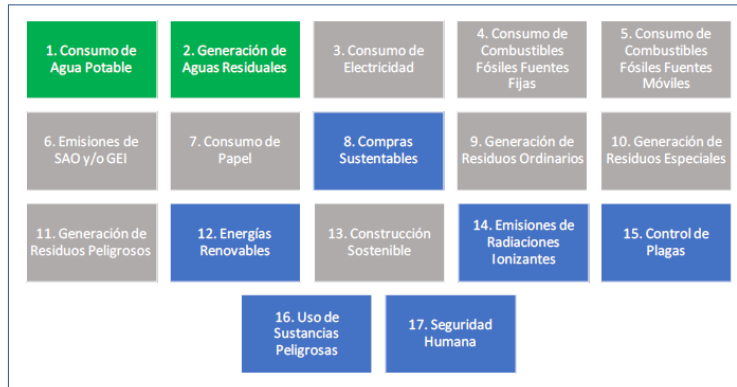 1. Consumo de
Agua Potable
2. Generación de
Aguas Residuales
3. Consumo de
Electricidad
4. Consumo de
Combustibles
Fósiles Fuentes
Fijas
5. Consumo de
Combustibles
Fósiles Fuentes
Móviles
6. Emisiones de
SAO y/o GEI
7. Consumo de
Papel
8. Compras
Sustentables
9. Generación de
Residuos Ordinarios
10. Generación de
Residuos Especiales
11. Generación de
Residuos Peligrosos
12. Energías
Renovables
13. Construcción
Sostenible
14. Emisiones de
Radiaciones
Ionizantes
15. Control de
Plagas
16. Uso de
Sustancias
Peligrosas
17. Seguridad
Humana